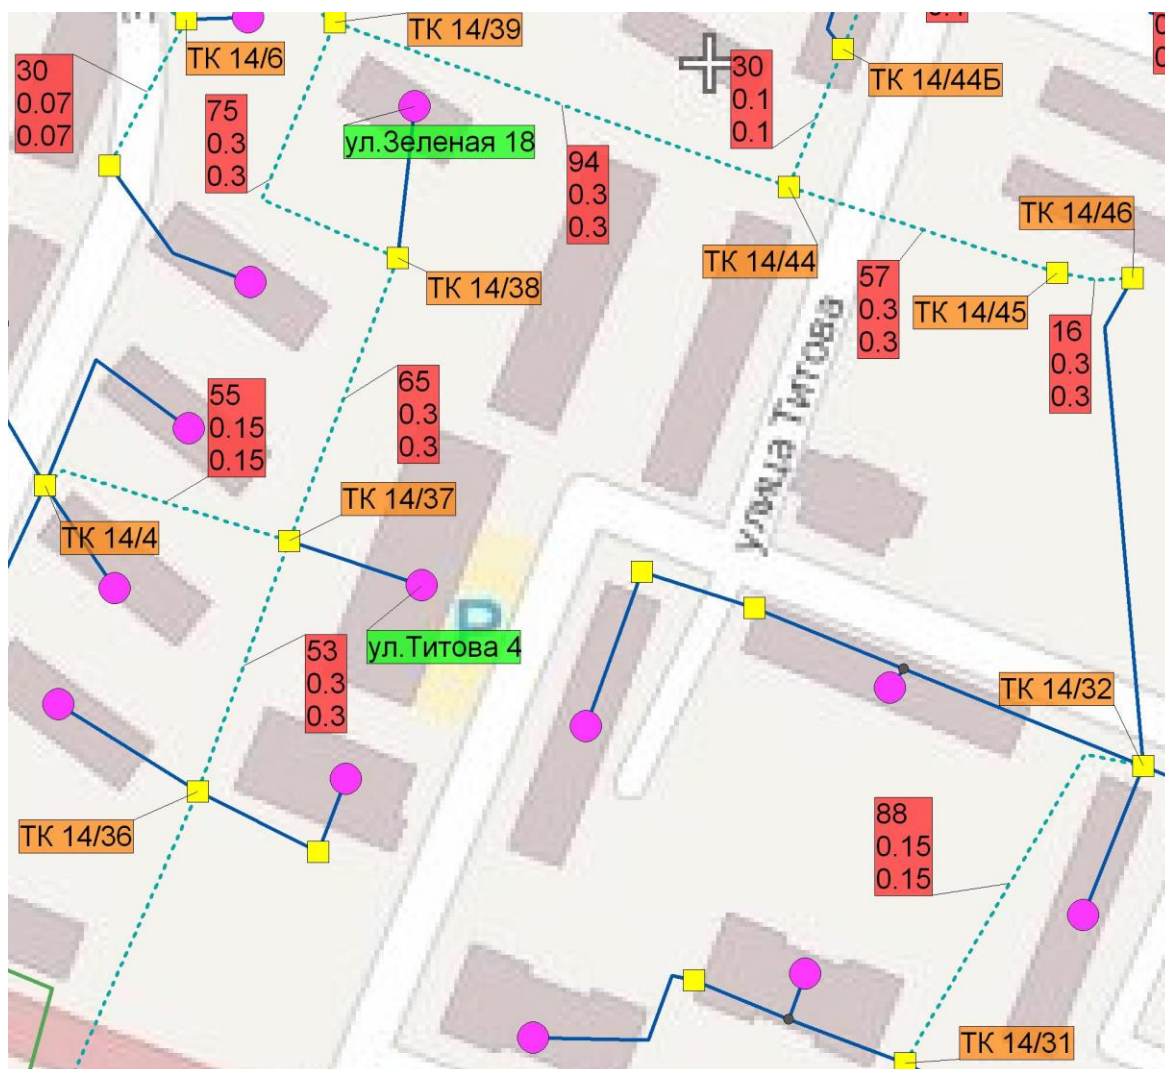 ТК 14/6
ТК 14/39
30
0.07
0.07
75
0.3
0.3
ул.Зеленая 18
94
0.3
0.3
30
0.1
0.1
ТК 14/44Б
ТК 14/46
ТК 14/38
ТК 14/44
57
0.3
0.3
ТК 14/45
16
0.3
0.3
улица Титова
55
0.15
0.15
65
0.3
0.3
ТК 14/37
ТК 14/4
P
ул.Титова 4
53
0.3
0.3
ТК 14/32
ТК 14/36
88
0.15
0.15
ТК 14/31